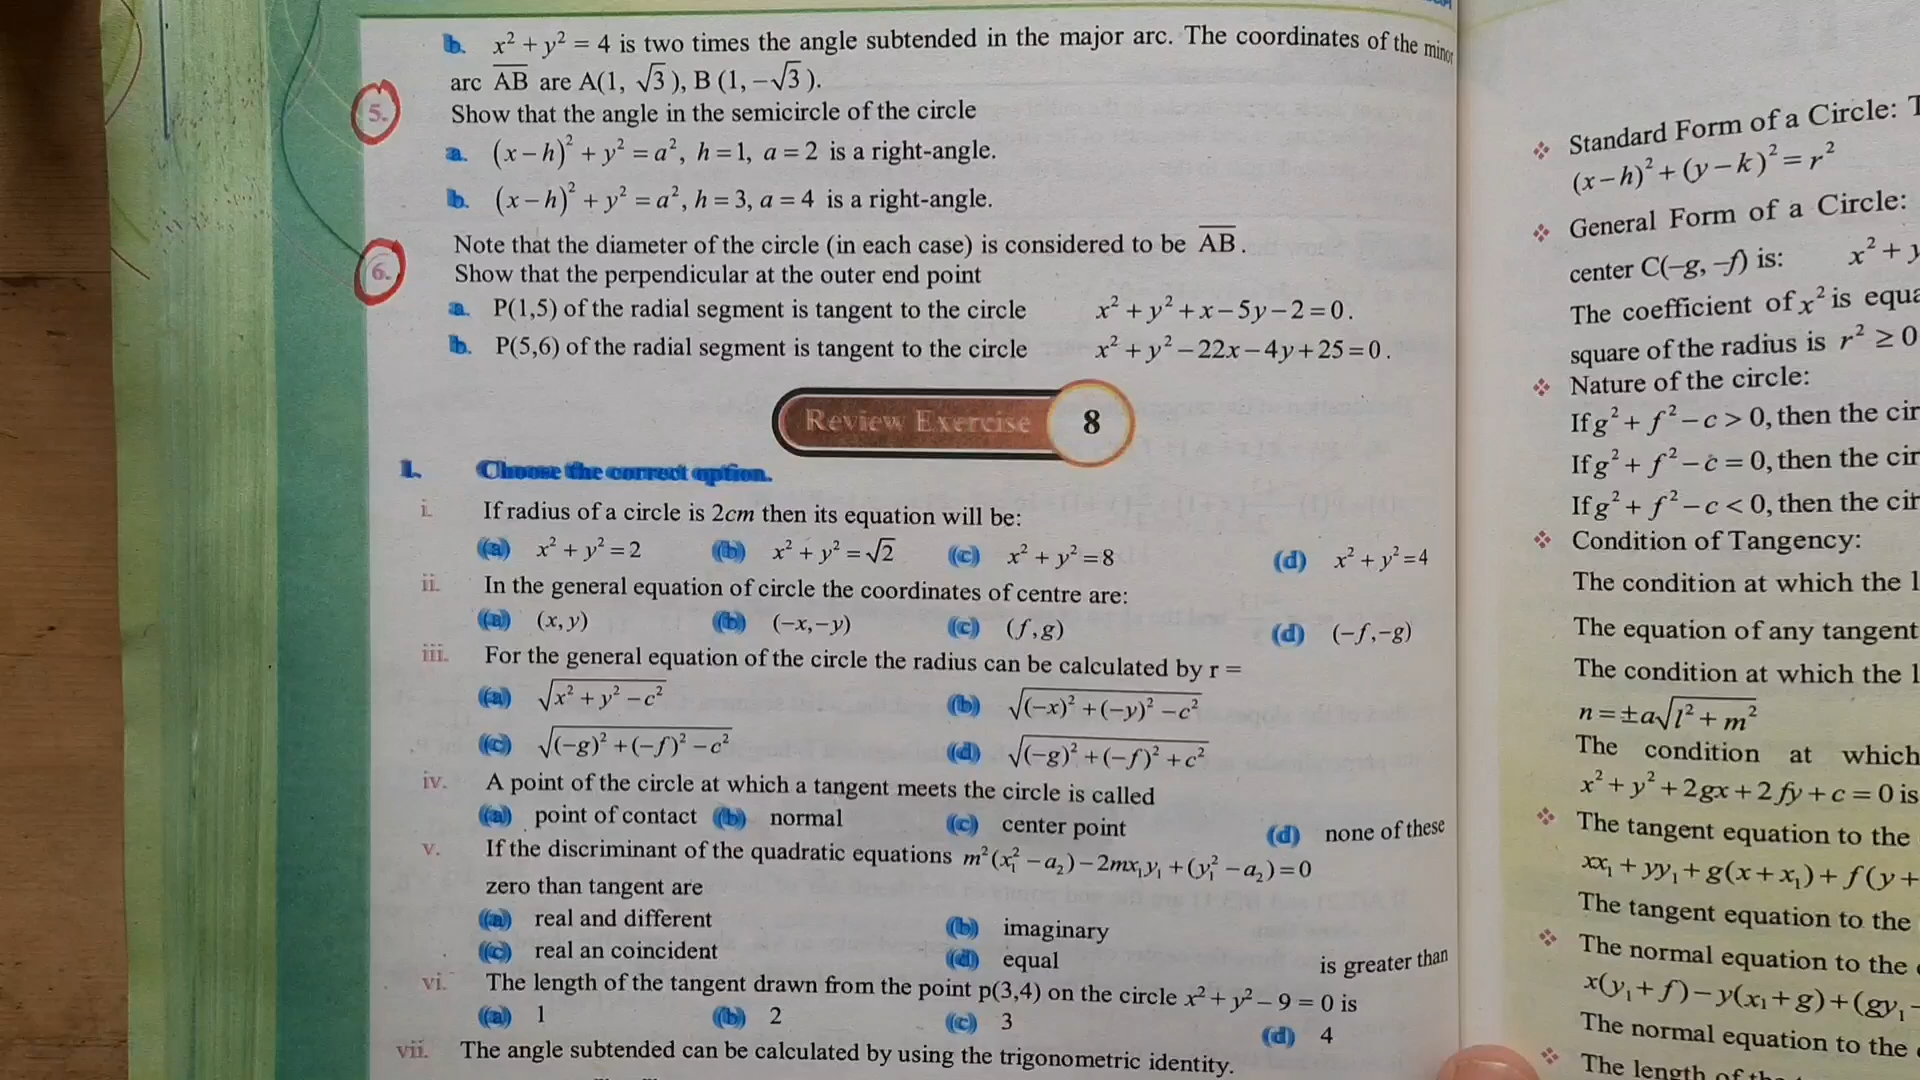 b. x² + y² = 4 is two times the angle subtended in the major arc. The coordinates of the minor
arc AB are A(1, √3), B (1, −√3).
5. Show that the angle in the semicircle of the circle
a. (x − h)² + y² = a², h = 1, a = 2 is a right-angle.
b. (x − h)² + y² = a², h = 3, a = 4 is a right-angle.
Note that the diameter of the circle (in each case) is considered to be AB.
6. Show that the perpendicular at the outer end point
a. P(1,5) of the radial segment is tangent to the circle x² + y² + x − 5y − 2 = 0.
b. P(5,6) of the radial segment is tangent to the circle x² + y² − 22x − 4y + 25 = 0.
Review Exercise 8
1. Choose the correct option.
i. If radius of a circle is 2cm then its equation will be:
(a) x² + y² = 2 (b) x² + y² = √2 (c) x² + y² = 8 (d) x² + y² = 4
ii. In the general equation of circle the coordinates of centre are:
(a) (x, y) (b) (−x, −y) (c) (f, g) (d) (−f, −g)
iii. For the general equation of the circle the radius can be calculated by r =
(a) √(x² + y² − c²) (b) √((−x)² + (−y)² − c²)
(c) √((−g)² + (−f)² − c²) (d) √((−g)² + (−f)² + c²)
iv. A point of the circle at which a tangent meets the circle is called
(a) point of contact (b) normal (c) center point (d) none of these
v. If the discriminant of the quadratic equations m²(x₁² − a₂) − 2mx₁y₁ + (y₁² − a₂) = 0
is greater than
zero than tangent are
(a) real and different (b) imaginary
(c) real an coincident (d) equal
vi. The length of the tangent drawn from the point p(3,4) on the circle x² + y² − 9 = 0 is
(a) 1 (b) 2 (c) 3 (d) 4
vii. The angle subtended can be calculated by using the trigonometric identity.
❖ Standard Form of a Circle:
(x − h)² + (y − k)² = r²
❖ General Form of a Circle:
center C(−g, −f) is: x² +
The coefficient of x² is
square of the radius is r² ≥ 0
❖ Nature of the circle:
If g² + f² − c > 0, then the
If g² + f² − c = 0, then the
If g² + f² − c < 0, then the
❖ Condition of Tangency:
The condition at which the
The equation of any tangent
The condition at which the
n = ±a√(l² + m²)
The condition at which
x² + y² + 2gx + 2fy + c = 0 is
❖ The tangent equation to the
xx₁ + yy₁ + g(x + x₁) + f(y +
The tangent equation to the
❖ The normal equation to the
x(y₁ + f) − y(x₁ + g) + (gy₁ −
The normal equation to the
❖ The length of